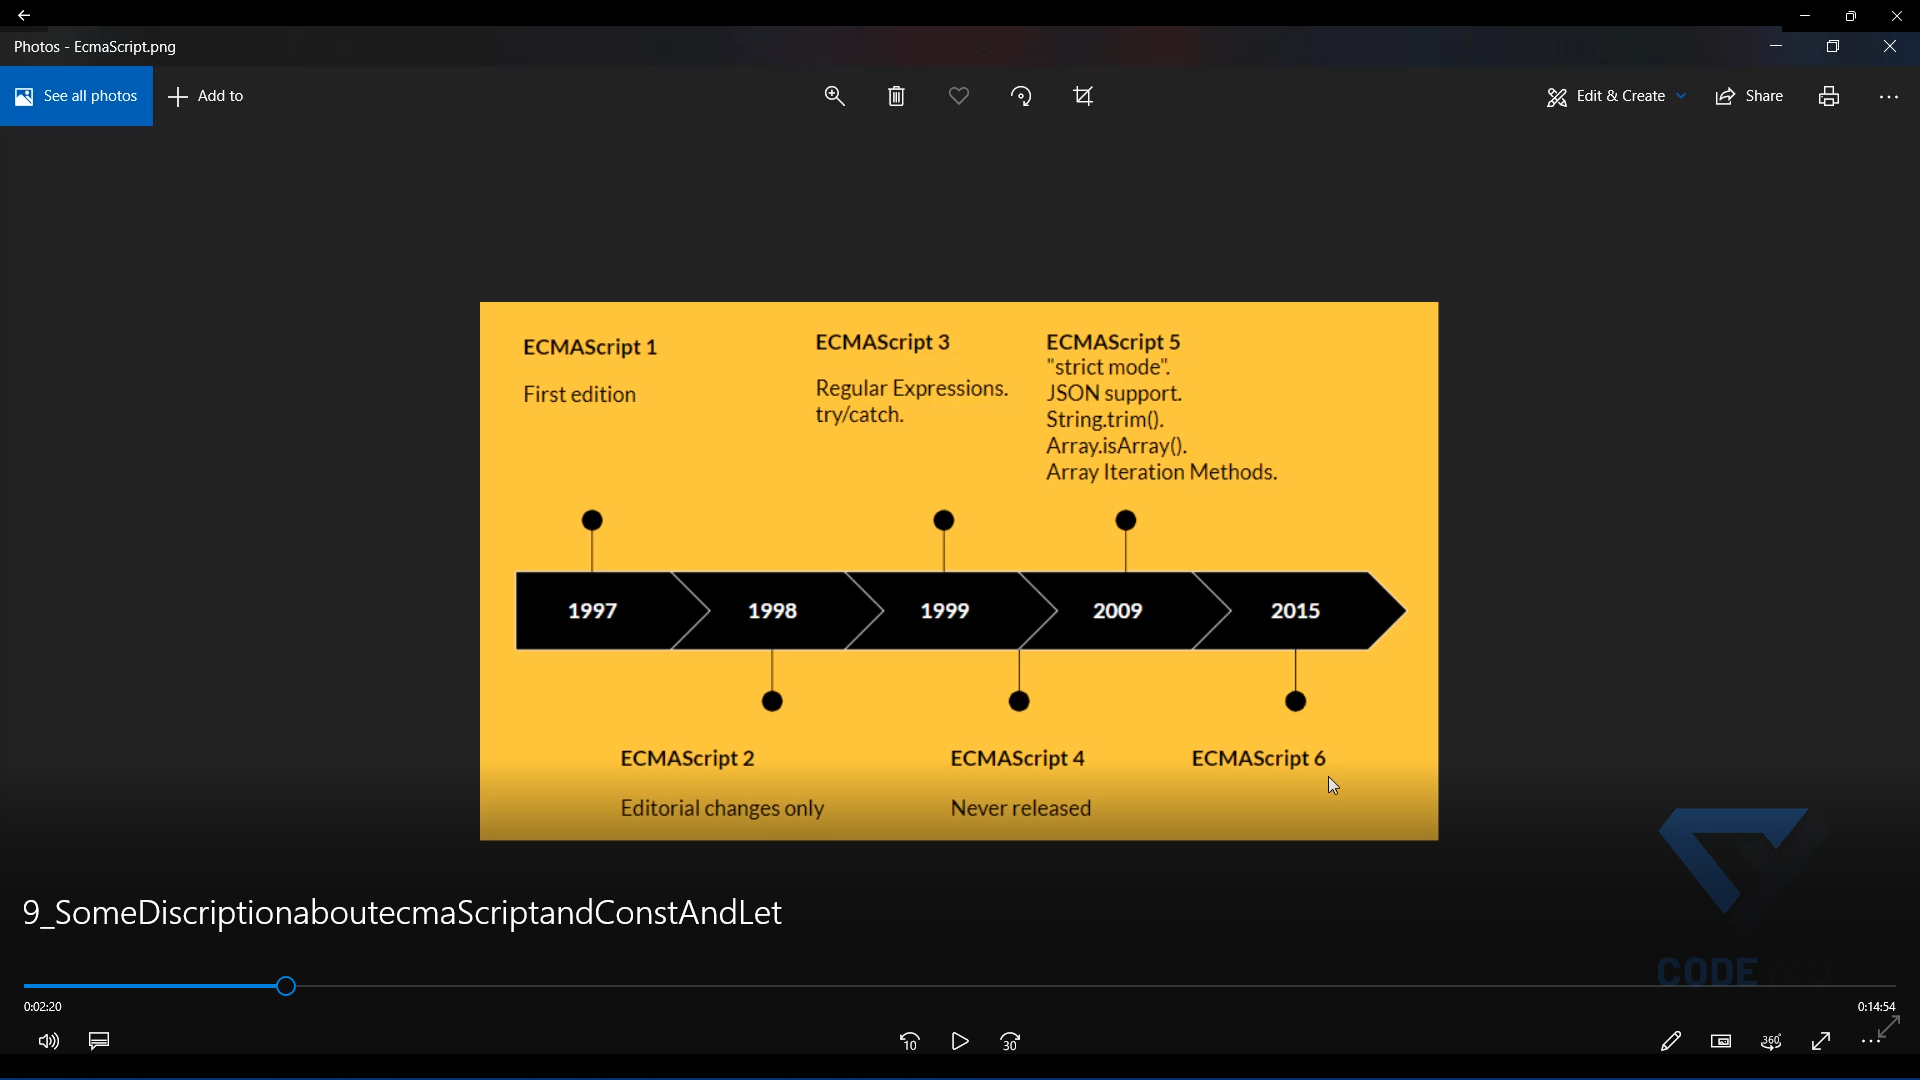 Photos - EcmaScript.png
See all photos
Add to
Edit & Create
Share
ECMAScript 1
First edition
ECMAScript 3
Regular Expressions.
try/catch.
ECMAScript 5
"strict mode".
JSON support.
String.trim().
Array.isArray().
Array Iteration Methods.
1997
1998
1999
2009
2015
ECMAScript 2
Editorial changes only
ECMAScript 4
Never released
ECMAScript 6
9_SomeDiscriptionaboutecmaScriptandConstAndLet
CODE
0:02:20
0:14:54
10
30
360